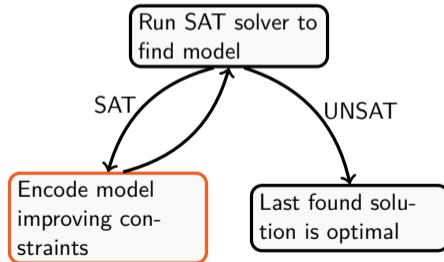 Run SAT solver to
find model
SAT
UNSAT
Encode model
improving con-
straints
Last found solu-
tion is optimal